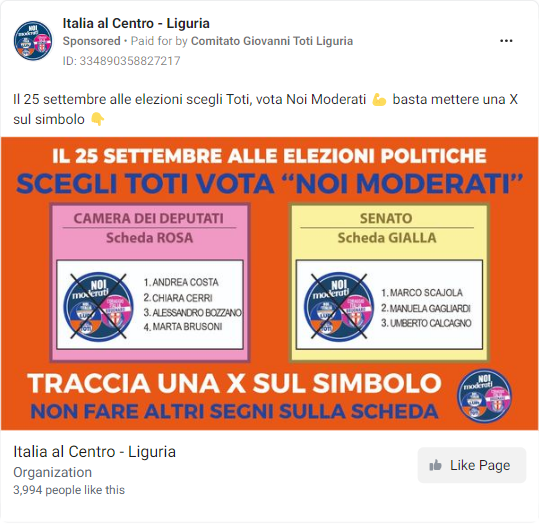 Italia al Centro - Liguria
Sponsored • Paid for by Comitato Giovanni Toti Liguria
ID: 334890358827217
Il 25 settembre alle elezioni scegli Toti, vota Noi Moderati 💪 basta mettere una X
sul simbolo 👇
IL 25 SETTEMBRE ALLE ELEZIONI POLITICHE
SCEGLI TOTI VOTA “NOI MODERATI”
CAMERA DEI DEPUTATI
Scheda ROSA
NOI
moderati
LUPI
TOTI
1. ANDREA COSTA
2. CHIARA CERRI
3. ALESSANDRO BOZZANO
4. MARTA BRUSONI
SENATO
Scheda GIALLA
NOI
moderati
LUPI
TOTI
1. MARCO SCAJOLA
2. MANUELA GAGLIARDI
3. UMBERTO CALCAGNO
TRACCIA UNA X SUL SIMBOLO
NON FARE ALTRI SEGNI SULLA SCHEDA
NOI
moderati
Italia al Centro - Liguria
Organization
3,994 people like this
Like Page